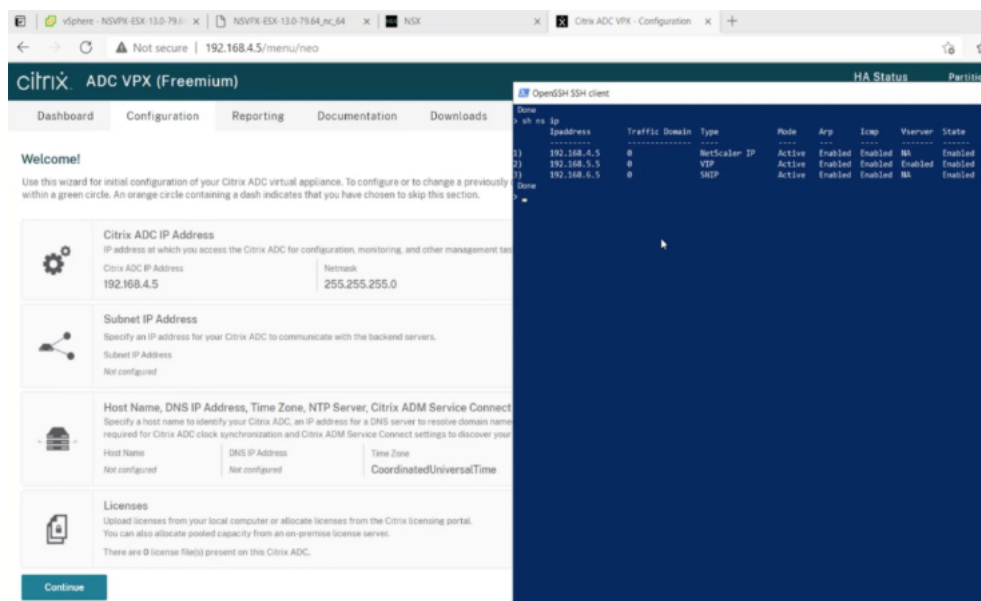 vSphere - NSVPX-ESX-13.0-79.6
NSVPX-ESX-13.0-79.64_nc_64
NSX
Citrix ADC VPX - Configuration
Not secure | 192.168.4.5/menu/neo
citrix. ADC VPX (Freemium)
HA Status
Partitio
Dashboard Configuration Reporting Documentation Downloads
Welcome!
Use this wizard for initial configuration of your Citrix ADC virtual appliance. To configure or to change a previously
within a green circle. An orange circle containing a dash indicates that you have chosen to skip this section.
Citrix ADC IP Address
IP address at which you access the Citrix ADC for configuration, monitoring, and other management tas
Citrix ADC IP Address Netmask
192.168.4.5 255.255.255.0
Subnet IP Address
Specify an IP address for your Citrix ADC to communicate with the backend servers.
Subnet IP Address
Not configured
Host Name, DNS IP Address, Time Zone, NTP Server, Citrix ADM Service Connect
Specify a host name to identify your Citrix ADC, an IP address for a DNS server to resolve domain name
required for Citrix ADC clock synchronization and Citrix ADM Service Connect settings to discover your
Host Name DNS IP Address Time Zone
Not configured Not configured CoordinatedUniversalTime
Licenses
Upload licenses from your local computer or allocate licenses from the Citrix licensing portal.
You can also allocate pooled capacity from an on-premise license server.
There are 0 license file(s) present on this Citrix ADC.
Continue
OpenSSH SSH client
Done
> sh ns ip
Ipaddress Traffic Domain Type Mode Arp Icmp Vserver State
--------- -------------- ---- ---- --- ---- ------- -----
1) 192.168.4.5 0 NetScaler IP Active Enabled Enabled NA Enabled
2) 192.168.5.5 0 VIP Active Enabled Enabled Enabled Enabled
3) 192.168.6.5 0 SNIP Active Enabled Enabled NA Enabled
Done
>